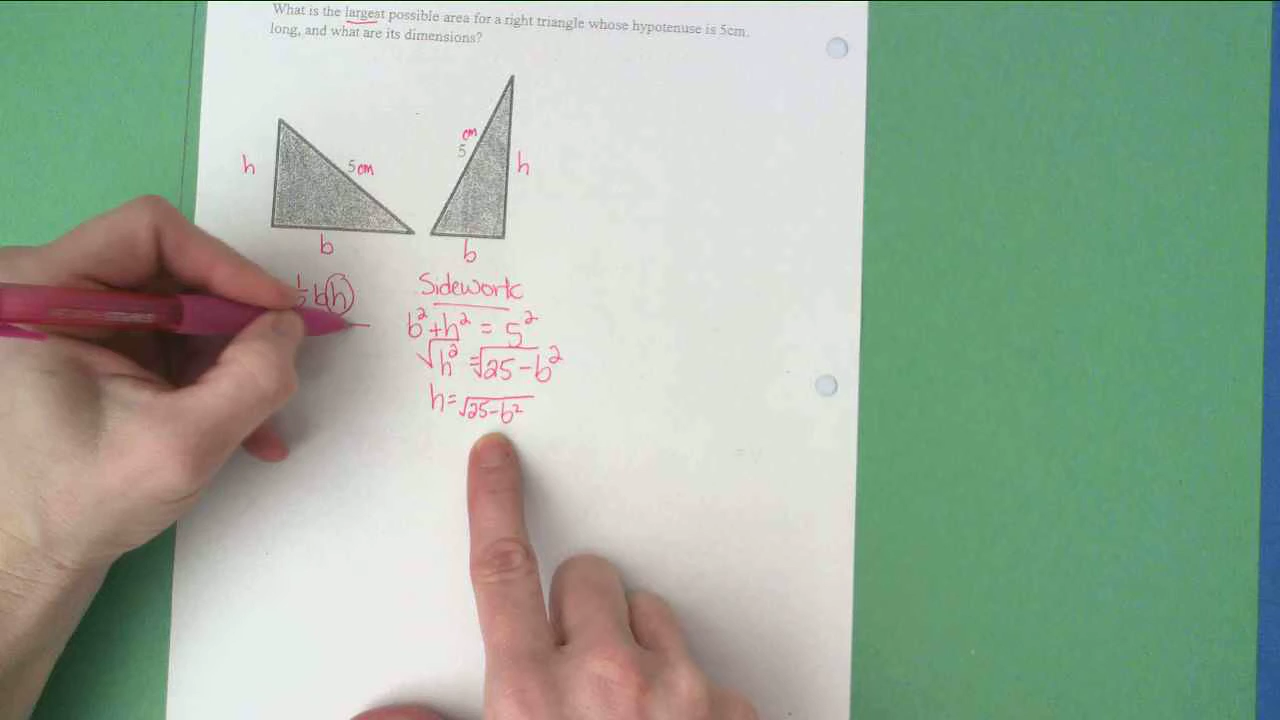 What is the largest possible area for a right triangle whose hypotenuse is 5cm.
long, and what are its dimensions?
h
5cm
b
cm
5
h
b
bh
Sidework
b² + h² = 5²
√h² = √25 - b²
h = √25 - b²